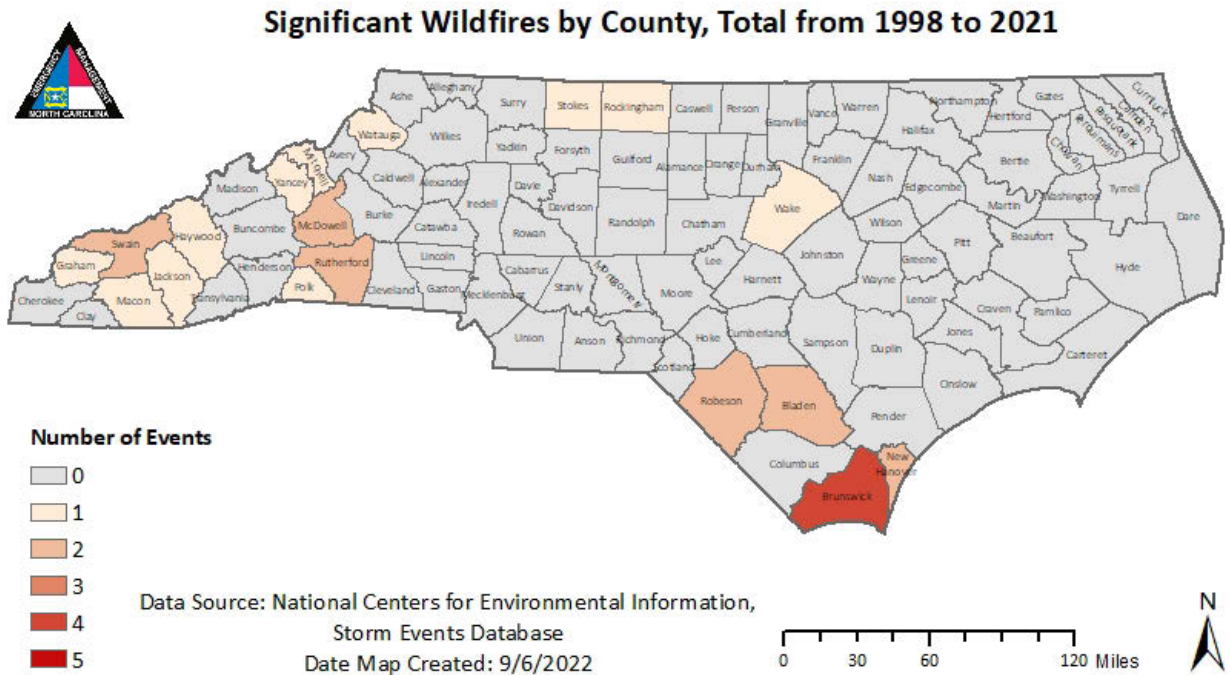 Significant Wildfires by County, Total from 1998 to 2021
EMERGENCY
MANAGEMENT
NORTH CAROLINA
Ashe
Alleghany
Surry
Stokes
Rockingham
Caswell
Person
Granville
Vance
Warren
Northampton
Gates
Hertford
Currituck
Camden
Pasquotank
Perquimans
Chowan
Halifax
Watauga
Wilkes
Yadkin
Forsyth
Guilford
Alamance
Orange
Durham
Franklin
Bertie
Mitchell
Avery
Caldwell
Alexander
Iredell
Davie
Davidson
Nash
Edgecombe
Martin
Washington
Tyrrell
Dare
Madison
Yancey
Burke
Catawba
Rowan
Randolph
Chatham
Wake
Wilson
Pitt
Beaufort
Hyde
Swain
Haywood
Buncombe
McDowell
Lincoln
Johnston
Greene
Graham
Jackson
Henderson
Rutherford
Cleveland
Gaston
Cabarrus
Stanly
Montgomery
Moore
Lee
Harnett
Wayne
Lenoir
Craven
Pamlico
Cherokee
Macon
Transylvania
Polk
Mecklenburg
Clay
Union
Anson
Richmond
Hoke
Cumberland
Sampson
Duplin
Jones
Carteret
Scotland
Onslow
Robeson
Bladen
Pender
Columbus
New
Hanover
Brunswick
Number of Events
0
1
2
3
4
5
Data Source: National Centers for Environmental Information,
Storm Events Database
Date Map Created: 9/6/2022
0 30 60 120 Miles
N